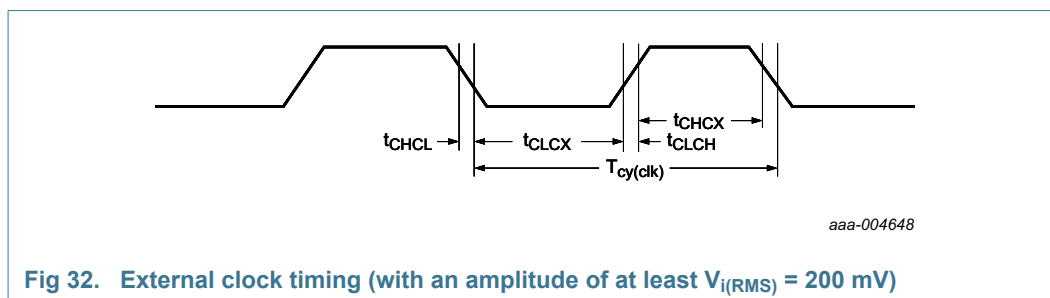 tCHCX
tCHCL
tCLCX
tCLCH
Tcy(clk)
aaa-004648
Fig 32. External clock timing (with an amplitude of at least Vi(RMS) = 200 mV)